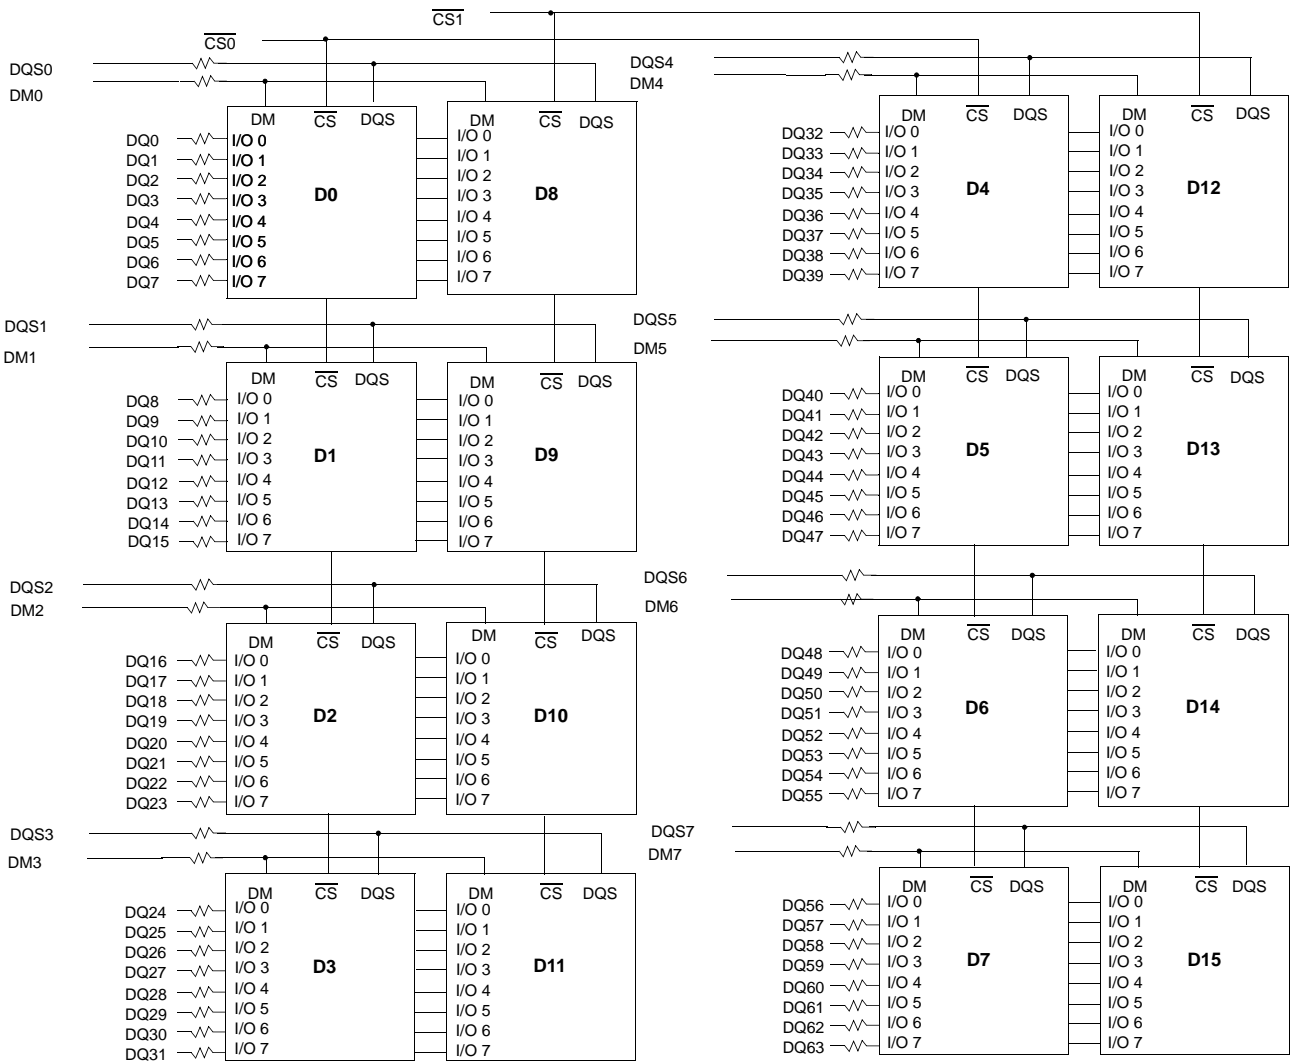 CS1
CS0
DQS0
DM0
DM CS DQS
DQ0 I/O 0
DQ1 I/O 1
DQ2 I/O 2
DQ3 I/O 3
DQ4 I/O 4
DQ5 I/O 5
DQ6 I/O 6
DQ7 I/O 7
D0
DM CS DQS
I/O 0
I/O 1
I/O 2
I/O 3
I/O 4
I/O 5
I/O 6
I/O 7
D8
DQS1
DM1
DM CS DQS
DQ8 I/O 0
DQ9 I/O 1
DQ10 I/O 2
DQ11 I/O 3
DQ12 I/O 4
DQ13 I/O 5
DQ14 I/O 6
DQ15 I/O 7
D1
DM CS DQS
I/O 0
I/O 1
I/O 2
I/O 3
I/O 4
I/O 5
I/O 6
I/O 7
D9
DQS2
DM2
DM CS DQS
DQ16 I/O 0
DQ17 I/O 1
DQ18 I/O 2
DQ19 I/O 3
DQ20 I/O 4
DQ21 I/O 5
DQ22 I/O 6
DQ23 I/O 7
D2
DM CS DQS
I/O 0
I/O 1
I/O 2
I/O 3
I/O 4
I/O 5
I/O 6
I/O 7
D10
DQS3
DM3
DM CS DQS
DQ24 I/O 0
DQ25 I/O 1
DQ26 I/O 2
DQ27 I/O 3
DQ28 I/O 4
DQ29 I/O 5
DQ30 I/O 6
DQ31 I/O 7
D3
DM CS DQS
I/O 0
I/O 1
I/O 2
I/O 3
I/O 4
I/O 5
I/O 6
I/O 7
D11
DQS4
DM4
DM CS DQS
DQ32 I/O 0
DQ33 I/O 1
DQ34 I/O 2
DQ35 I/O 3
DQ36 I/O 4
DQ37 I/O 5
DQ38 I/O 6
DQ39 I/O 7
D4
DM CS DQS
I/O 0
I/O 1
I/O 2
I/O 3
I/O 4
I/O 5
I/O 6
I/O 7
D12
DQS5
DM5
DM CS DQS
DQ40 I/O 0
DQ41 I/O 1
DQ42 I/O 2
DQ43 I/O 3
DQ44 I/O 4
DQ45 I/O 5
DQ46 I/O 6
DQ47 I/O 7
D5
DM CS DQS
I/O 0
I/O 1
I/O 2
I/O 3
I/O 4
I/O 5
I/O 6
I/O 7
D13
DQS6
DM6
DM CS DQS
DQ48 I/O 0
DQ49 I/O 1
DQ50 I/O 2
DQ51 I/O 3
DQ52 I/O 4
DQ53 I/O 5
DQ54 I/O 6
DQ55 I/O 7
D6
DM CS DQS
I/O 0
I/O 1
I/O 2
I/O 3
I/O 4
I/O 5
I/O 6
I/O 7
D14
DQS7
DM7
DM CS DQS
DQ56 I/O 0
DQ57 I/O 1
DQ58 I/O 2
DQ59 I/O 3
DQ60 I/O 4
DQ61 I/O 5
DQ62 I/O 6
DQ63 I/O 7
D7
DM CS DQS
I/O 0
I/O 1
I/O 2
I/O 3
I/O 4
I/O 5
I/O 6
I/O 7
D15